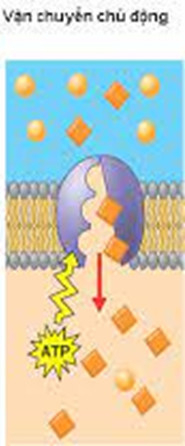 Vận chuyển chủ động
ATP